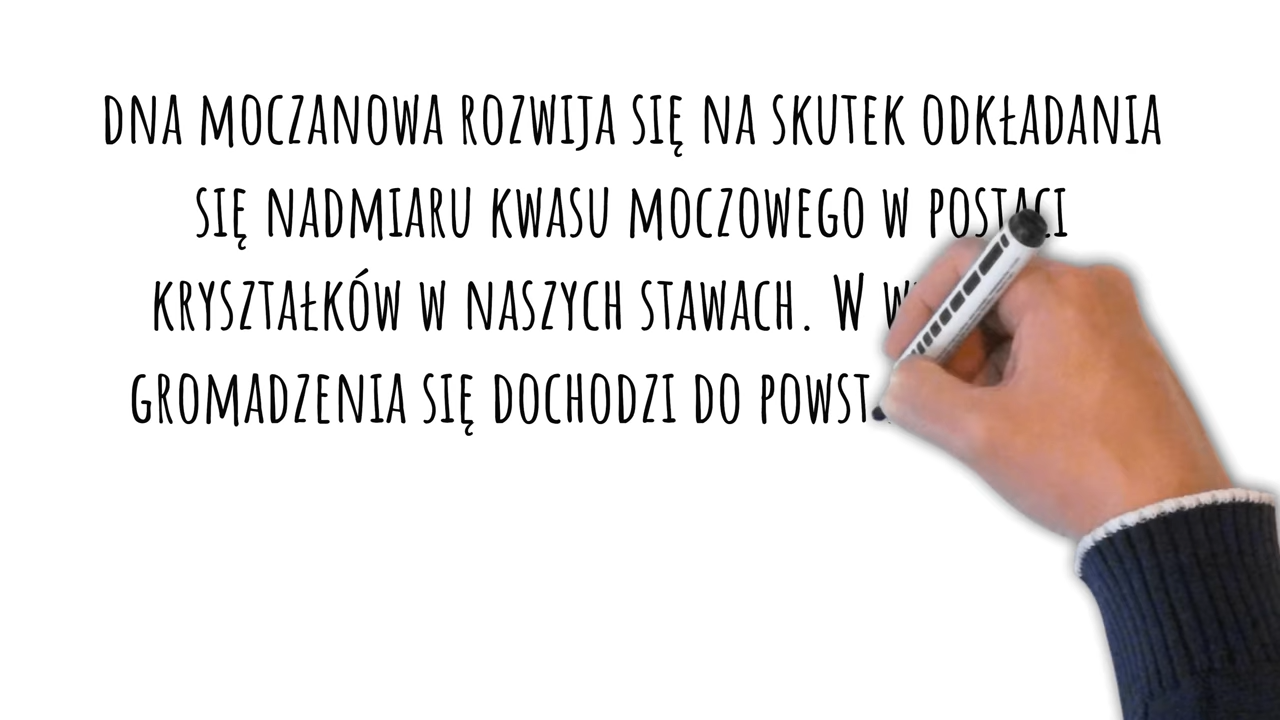 DNA MOCZANOWA ROZWIJA SIĘ NA SKUTEK ODKŁADANIA
SIĘ NADMIARU KWASU MOCZOWEGO W POSTACI
KRYSZTAŁKÓW W NASZYCH STAWACH. W
GROMADZENIA SIĘ DOCHODZI DO